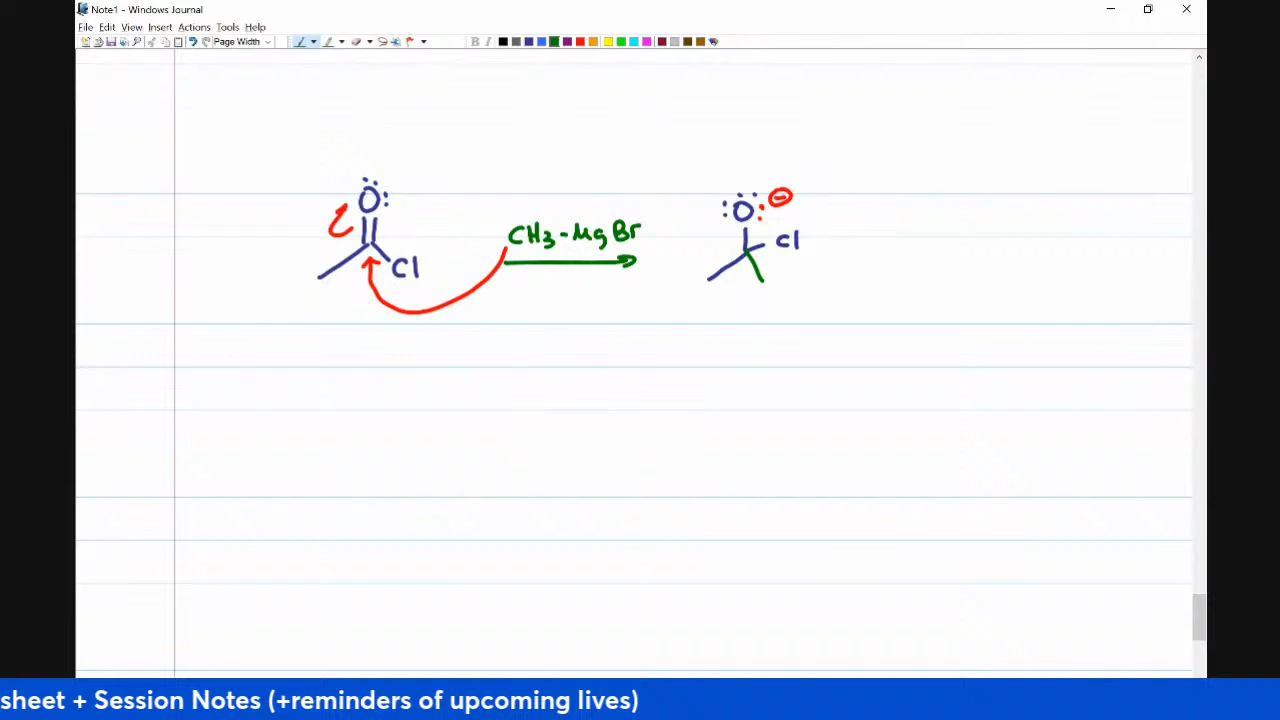 Note1 - Windows Journal
File Edit View Insert Actions Tools Help
Page Width B I
:O: ⊖
O: CH3-MgBr
Cl
Cl
sheet + Session Notes (+reminders of upcoming lives)